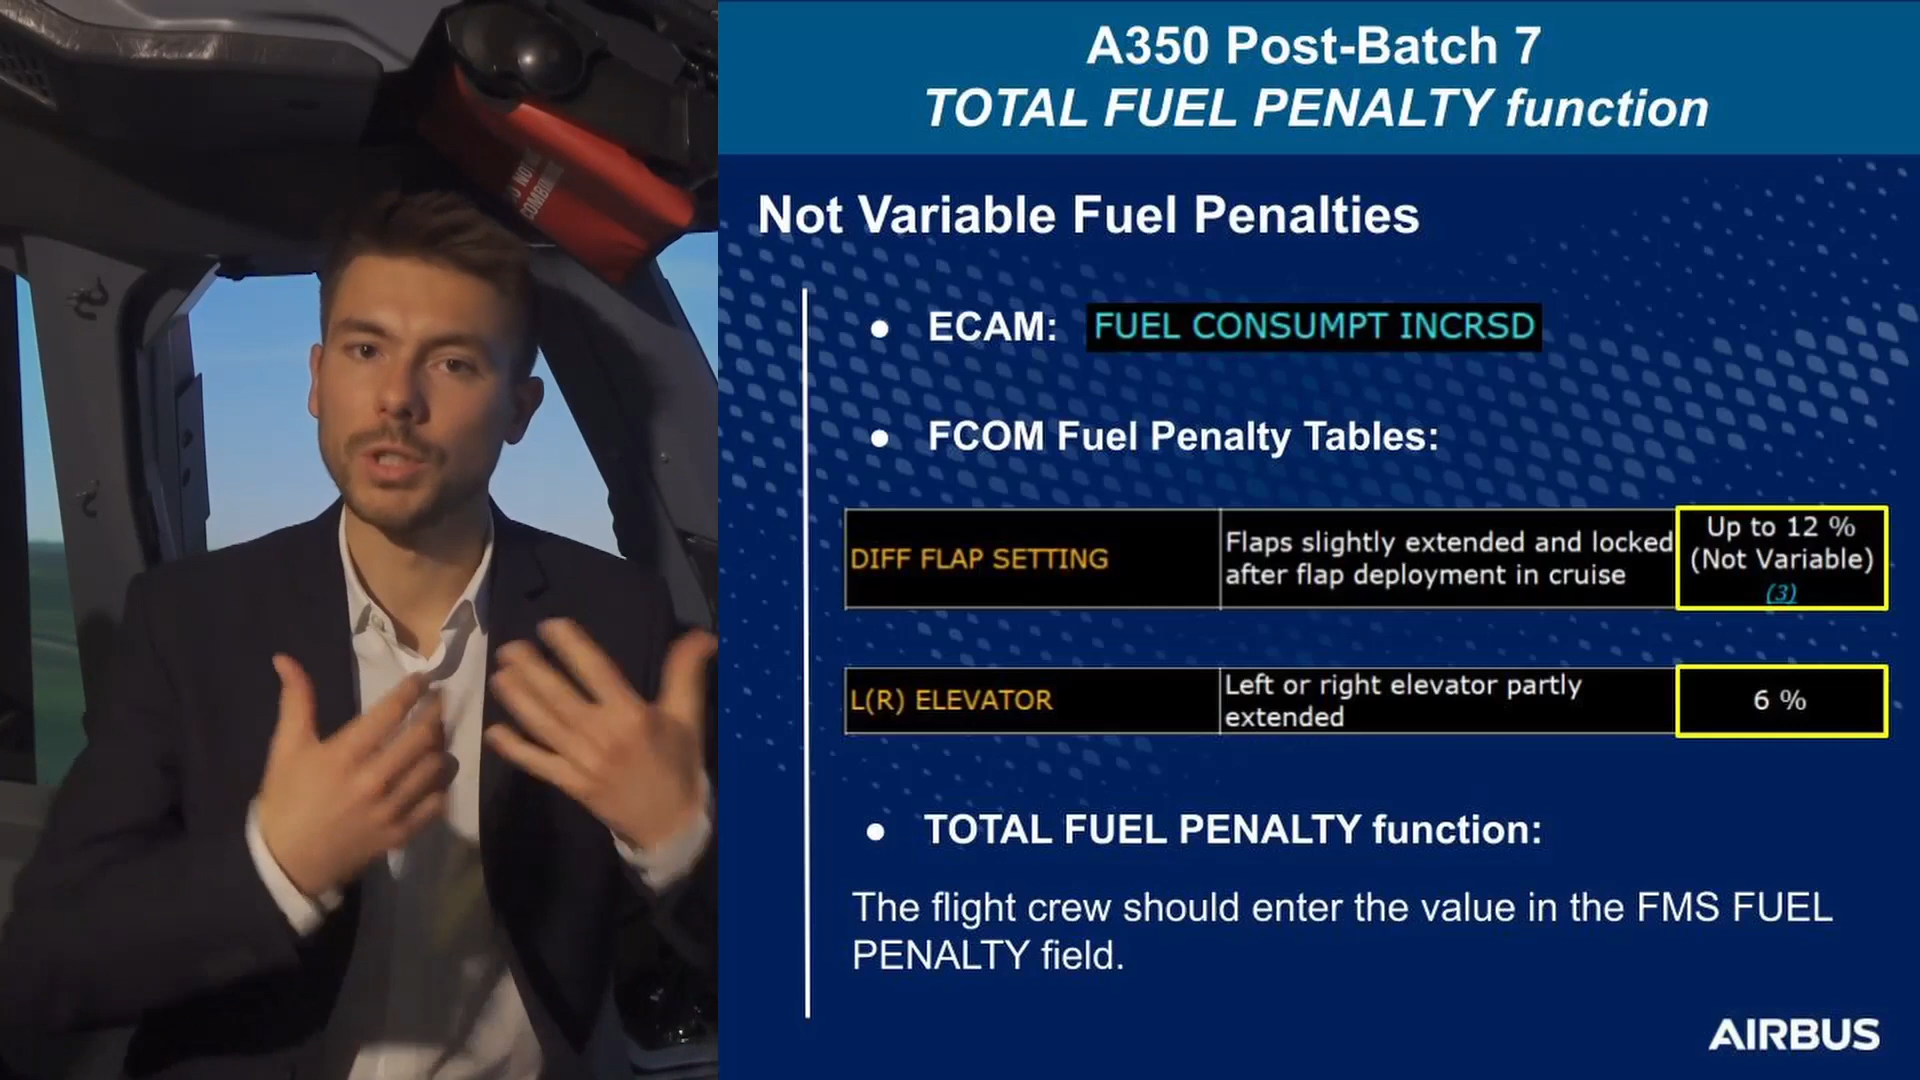 A350 Post-Batch 7
TOTAL FUEL PENALTY function
Not Variable Fuel Penalties
● ECAM: FUEL CONSUMPT INCRSD
● FCOM Fuel Penalty Tables:
DIFF FLAP SETTING
Flaps slightly extended and locked
after flap deployment in cruise
Up to 12 %
(Not Variable)
(3)
L(R) ELEVATOR
Left or right elevator partly
extended
6 %
● TOTAL FUEL PENALTY function:
The flight crew should enter the value in the FMS FUEL
PENALTY field.
AIRBUS
NOT